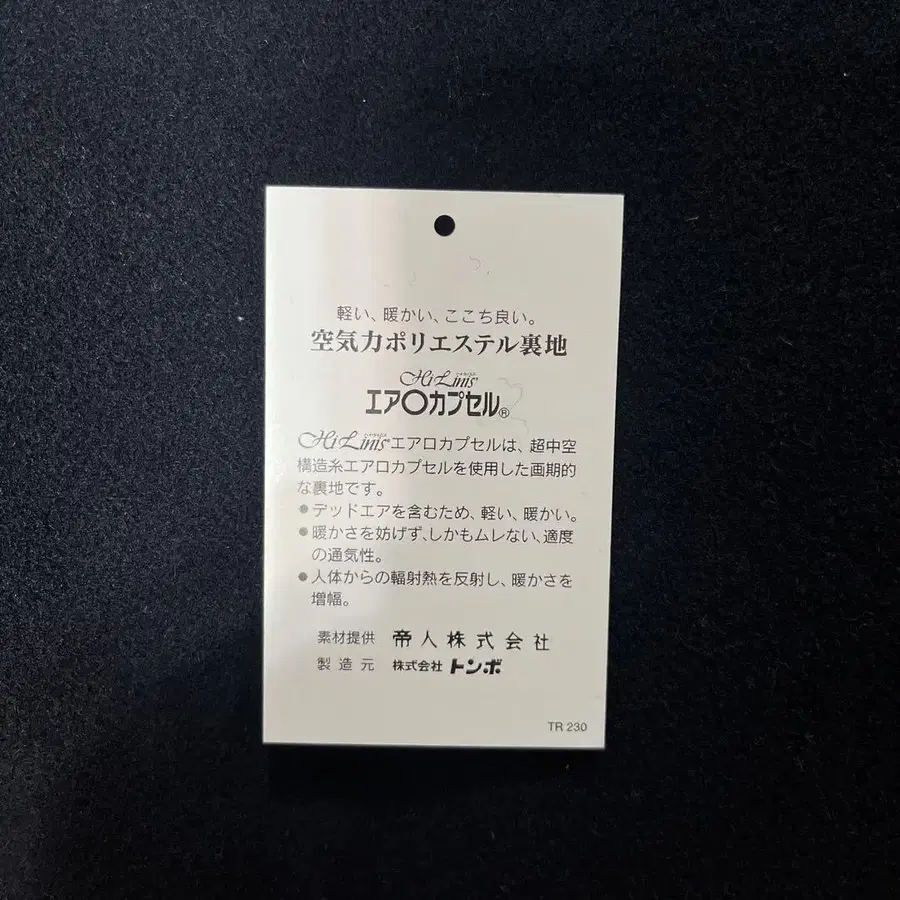 軽い、暖かい、ここち良い。
空気力ポリエステル裏地
Hi Linis
エアロカプセル®
Hi Linisエアロカプセルは、超中空
構造糸エアロカプセルを使用した画期的
な裏地です。
●デッドエアを含むため、軽い、暖かい。
●暖かさを妨げず、しかもムレない、適度
の通気性。
●人体からの輻射熱を反射し、暖かさを
増幅。
素材提供 帝人株式会社
製造元 株式会社トンボ
TR 230